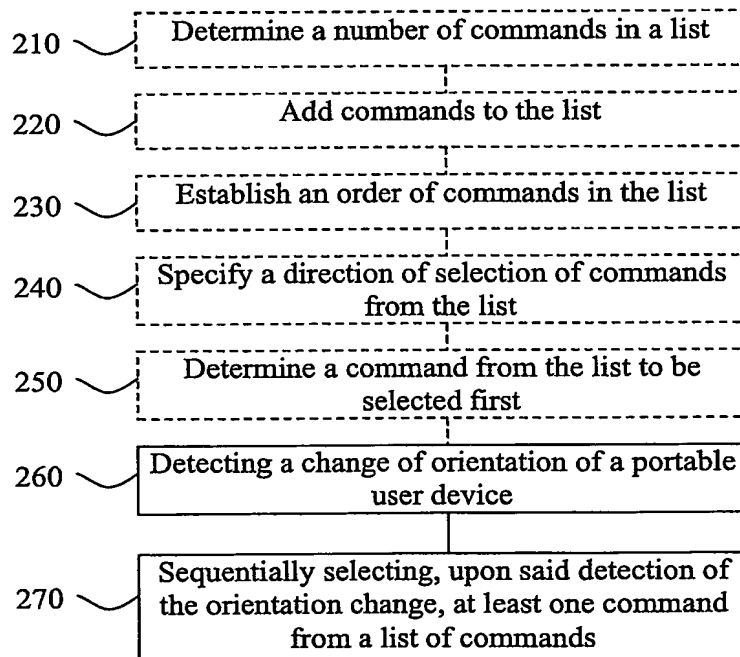 210 Determine a number of commands in a list
220 Add commands to the list
230 Establish an order of commands in the list
240 Specify a direction of selection of commands
from the list
250 Determine a command from the list to be
selected first
260 Detecting a change of orientation of a portable
user device
270 Sequentially selecting, upon said detection of
the orientation change, at least one command
from a list of commands